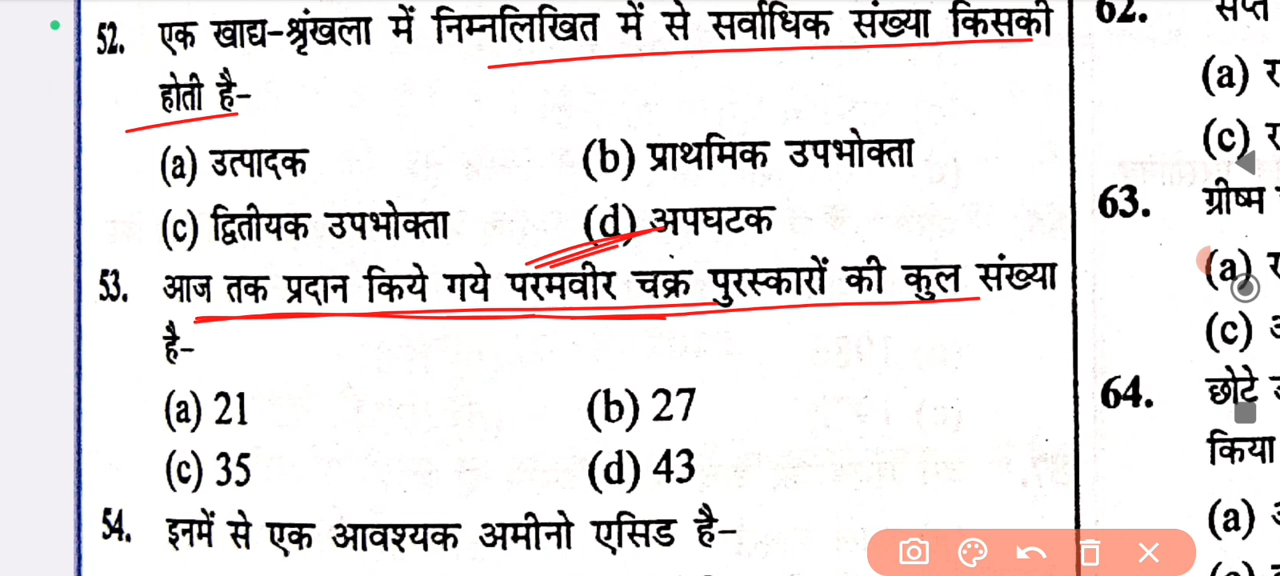 52. एक खाद्य-श्रृंखला में निम्नलिखित में से सर्वाधिक संख्या किसकी
होती है-
(a) उत्पादक (b) प्राथमिक उपभोक्ता
(c) द्वितीयक उपभोक्ता (d) अपघटक
53. आज तक प्रदान किये गये परमवीर चक्र पुरस्कारों की कुल संख्या
है-
(a) 21 (b) 27
(c) 35 (d) 43
54. इनमें से एक आवश्यक अमीनो एसिड है-
62.
(a)
(c)
63. ग्रीष्म
(a)
(c)
64. छोटे
किया
(a)